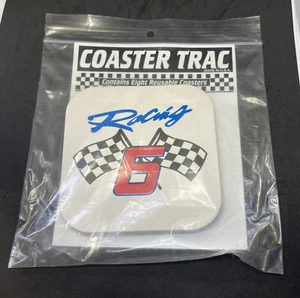 COASTER TRAC
Contains Eight Reusable Coasters
Racing
6